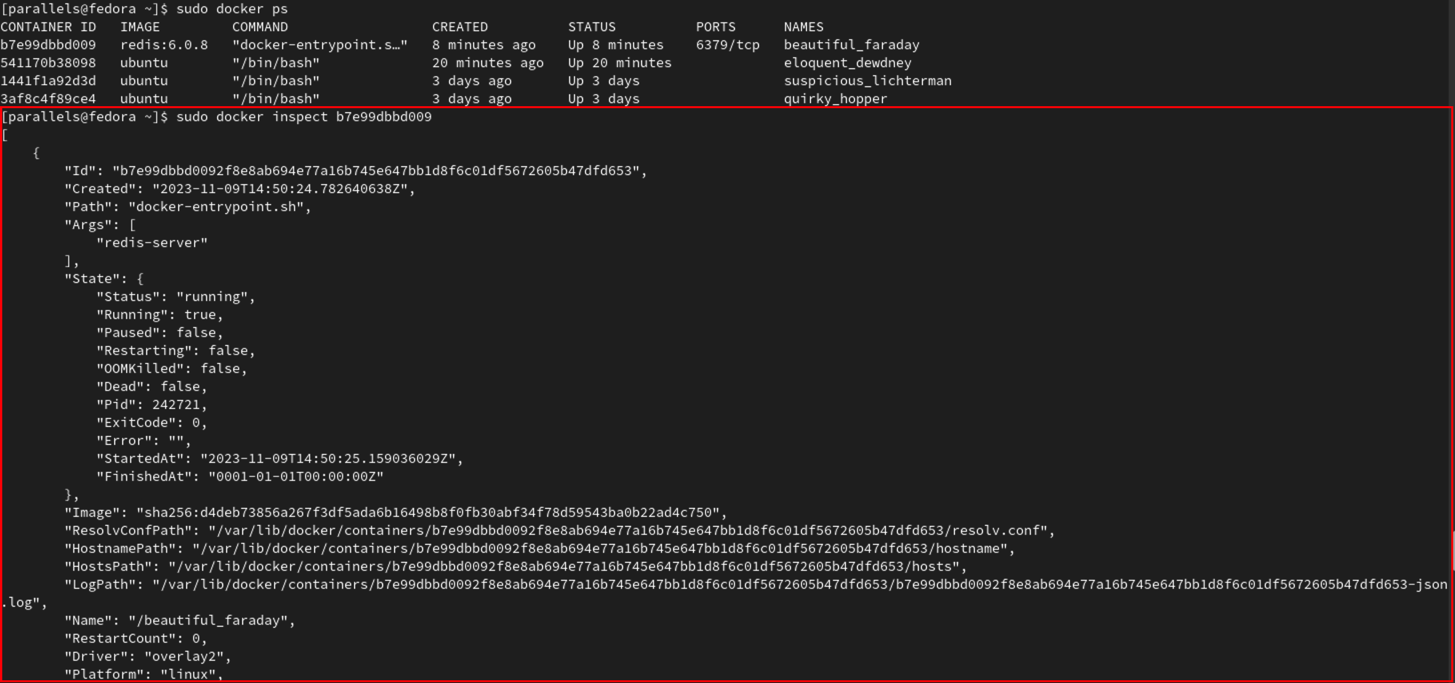 [parallels@fedora ~]$ sudo docker ps
CONTAINER ID   IMAGE         COMMAND                  CREATED          STATUS          PORTS      NAMES
b7e99dbbd009   redis:6.0.8   "docker-entrypoint.s…"   8 minutes ago    Up 8 minutes    6379/tcp   beautiful_faraday
541170b38098   ubuntu        "/bin/bash"              20 minutes ago   Up 20 minutes              eloquent_dewdney
1441f1a92d3d   ubuntu        "/bin/bash"              3 days ago       Up 3 days                  suspicious_lichterman
3af8c4f89ce4   ubuntu        "/bin/bash"              3 days ago       Up 3 days                  quirky_hopper
[parallels@fedora ~]$ sudo docker inspect b7e99dbbd009
[
    {
        "Id": "b7e99dbbd0092f8e8ab694e77a16b745e647bb1d8f6c01df5672605b47dfd653",
        "Created": "2023-11-09T14:50:24.782640638Z",
        "Path": "docker-entrypoint.sh",
        "Args": [
            "redis-server"
        ],
        "State": {
            "Status": "running",
            "Running": true,
            "Paused": false,
            "Restarting": false,
            "OOMKilled": false,
            "Dead": false,
            "Pid": 242721,
            "ExitCode": 0,
            "Error": "",
            "StartedAt": "2023-11-09T14:50:25.159036029Z",
            "FinishedAt": "0001-01-01T00:00:00Z"
        },
        "Image": "sha256:d4deb73856a267f3df5ada6b16498b8f0fb30abf34f78d59543ba0b22ad4c750",
        "ResolvConfPath": "/var/lib/docker/containers/b7e99dbbd0092f8e8ab694e77a16b745e647bb1d8f6c01df5672605b47dfd653/resolv.conf",
        "HostnamePath": "/var/lib/docker/containers/b7e99dbbd0092f8e8ab694e77a16b745e647bb1d8f6c01df5672605b47dfd653/hostname",
        "HostsPath": "/var/lib/docker/containers/b7e99dbbd0092f8e8ab694e77a16b745e647bb1d8f6c01df5672605b47dfd653/hosts",
        "LogPath": "/var/lib/docker/containers/b7e99dbbd0092f8e8ab694e77a16b745e647bb1d8f6c01df5672605b47dfd653/b7e99dbbd0092f8e8ab694e77a16b745e647bb1d8f6c01df5672605b47dfd653-json
.log",
        "Name": "/beautiful_faraday",
        "RestartCount": 0,
        "Driver": "overlay2",
        "Platform": "linux",